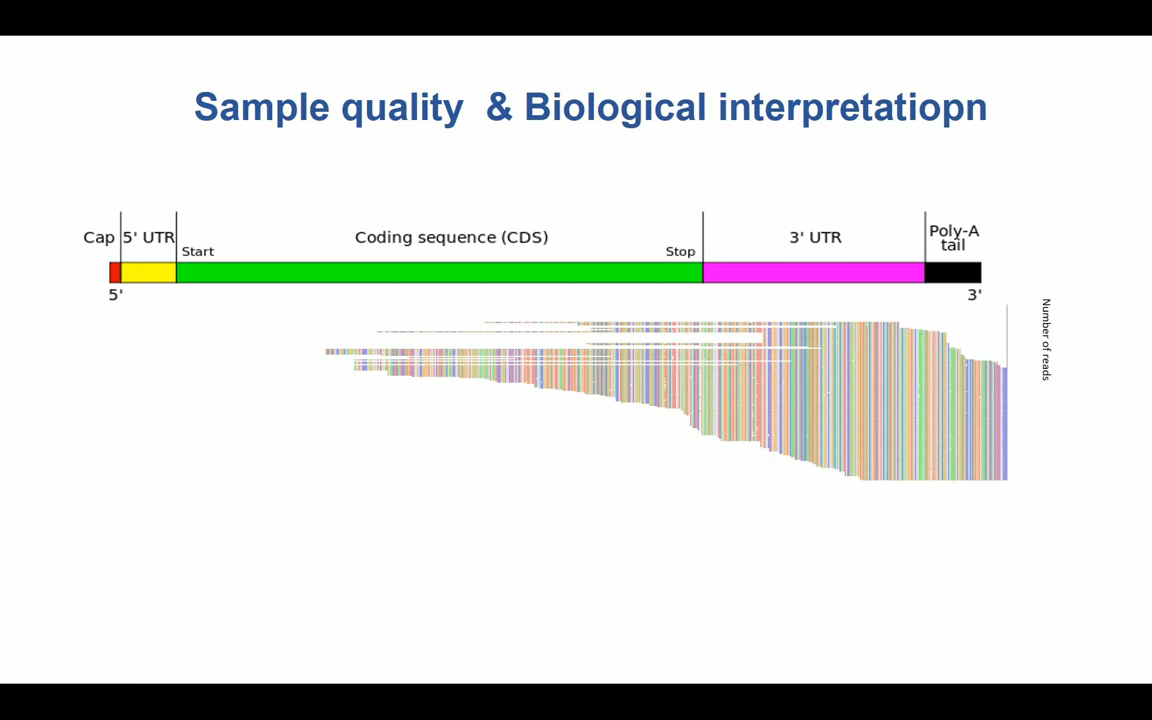 Sample quality & Biological interpretatiopn
Cap 5' UTR Start Coding sequence (CDS) Stop 3' UTR Poly-A tail
5' 3'
Number of reads